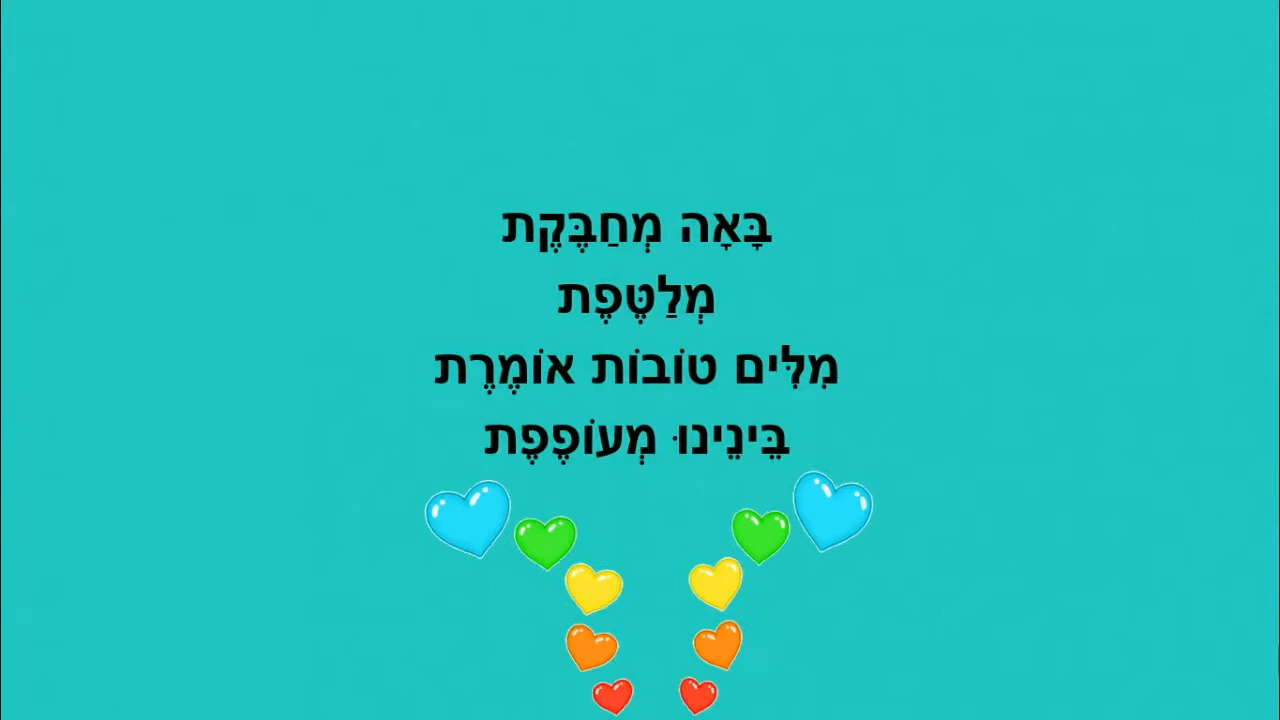 בָּאָה מְחַבֶּקֶת
מְלַטֶּפֶת
מִלִּים טוֹבוֹת אוֹמֶרֶת
בֵּינֵינוּ מְעוֹפֶפֶת